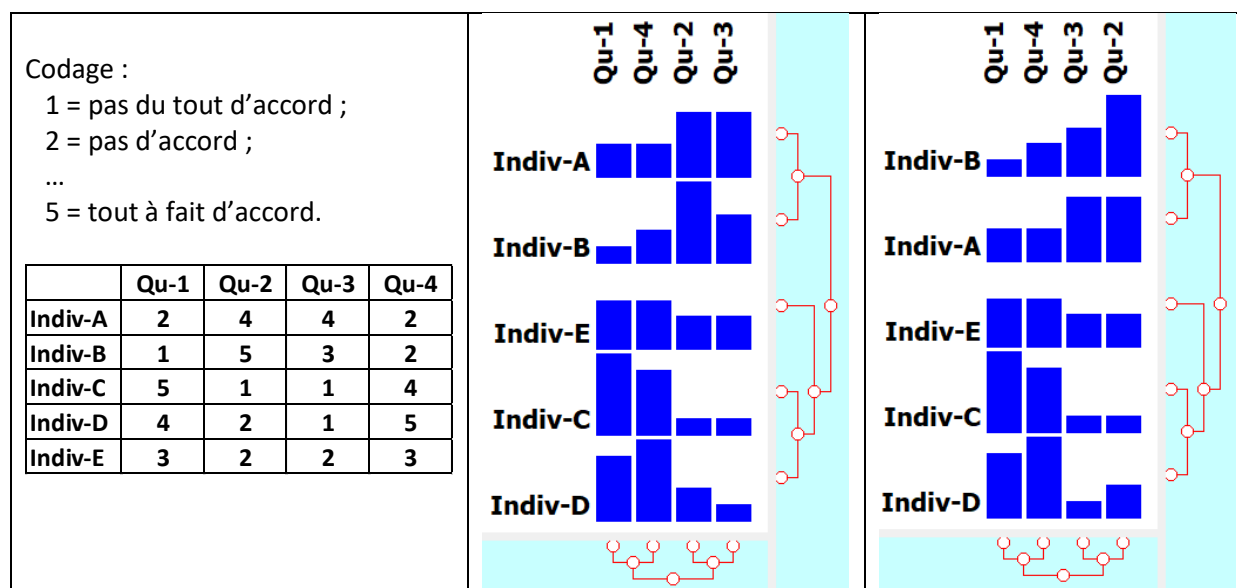 Codage :
1 = pas du tout d’accord ;
2 = pas d’accord ;
…
5 = tout à fait d’accord.
Qu-1 Qu-2 Qu-3 Qu-4
Indiv-A 2 4 4 2
Indiv-B 1 5 3 2
Indiv-C 5 1 1 4
Indiv-D 4 2 1 5
Indiv-E 3 2 2 3
Qu-1 Qu-4 Qu-2 Qu-3
Indiv-A
Indiv-B
Indiv-E
Indiv-C
Indiv-D
Qu-1 Qu-4 Qu-3 Qu-2
Indiv-B
Indiv-A
Indiv-E
Indiv-C
Indiv-D